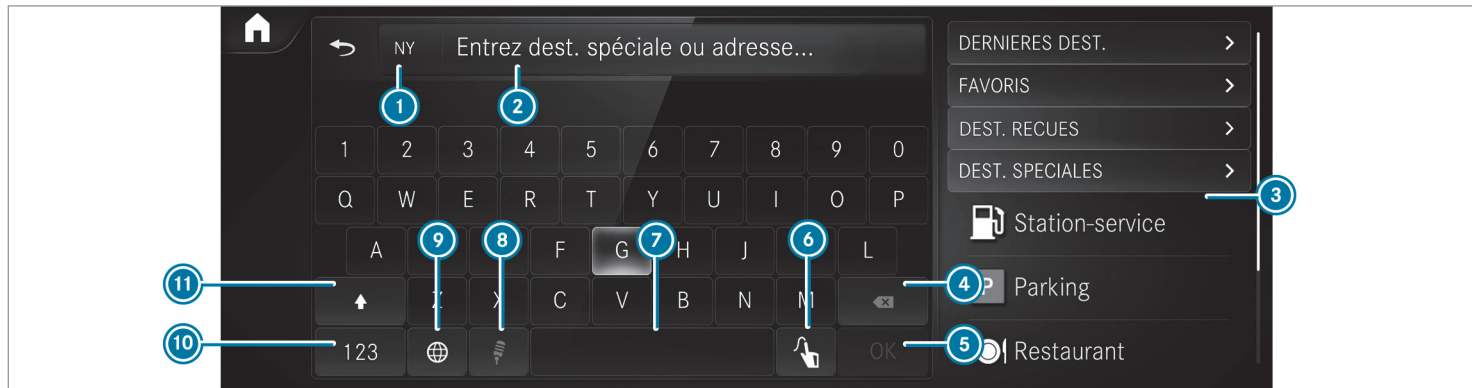 NY Entrez dest. spéciale ou adresse...
1 2
1 2 3 4 5 6 7 8 9 0
Q W E R T Y U I O P
A F G H J L
9 8 7 6
11 Z X C V B N M 4
10 123 OK 5
DERNIERES DEST.
FAVORIS
DEST. RECUES
DEST. SPECIALES
3
Station-service
P Parking
Restaurant